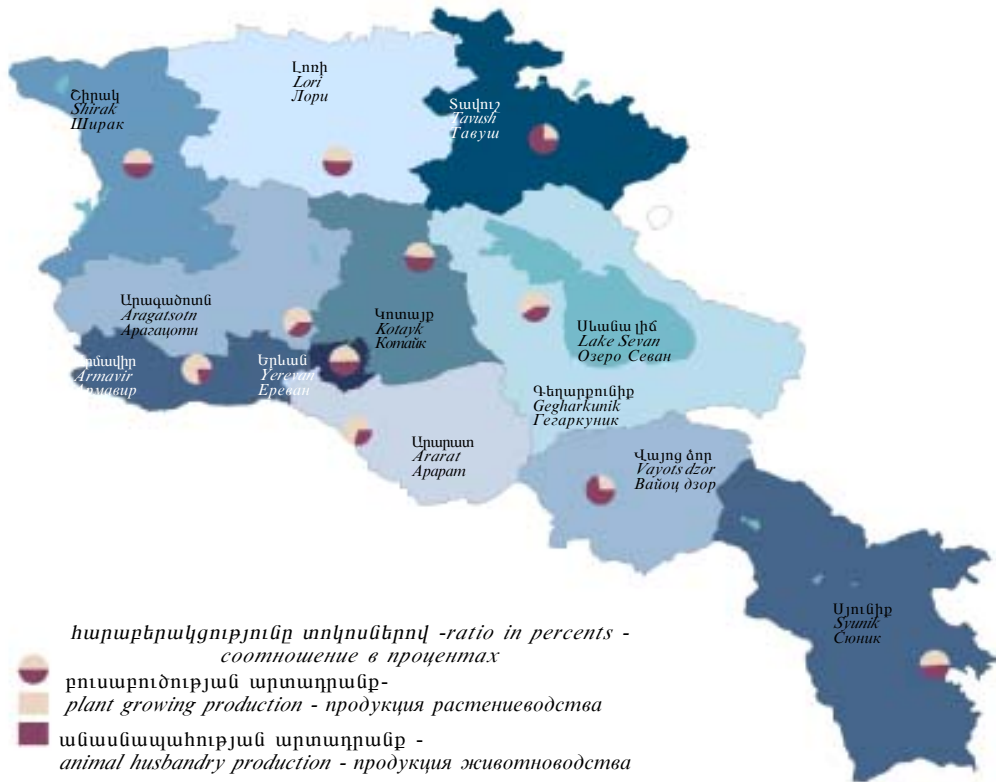 Լոռի
Lori
Лори
Շիրակ
Shirak
Ширак
Տավուշ
Tavush
Тавуш
Արագածոտն
Aragatsotn
Арагацотн
Կոտայք
Kotayk
Котайк
Սևանա լիճ
Lake Sevan
Озеро Севан
Armavir
Երևան
Yerevan
Ереван
Գեղարքունիք
Gegharkunik
Гегаркуник
Արարատ
Ararat
Арарат
Վայոց ձոր
Vayots dzor
Вайоц дзор
Սյունիք
Syunik
Сюник
հարաբերակցությունը տոկոսներով -ratio in percents -
соотношение в процентах
բուսաբուծության արտադրանք-
plant growing production - продукция растениеводства
անասնապահության արտադրանք -
animal husbandry production - продукция животноводства